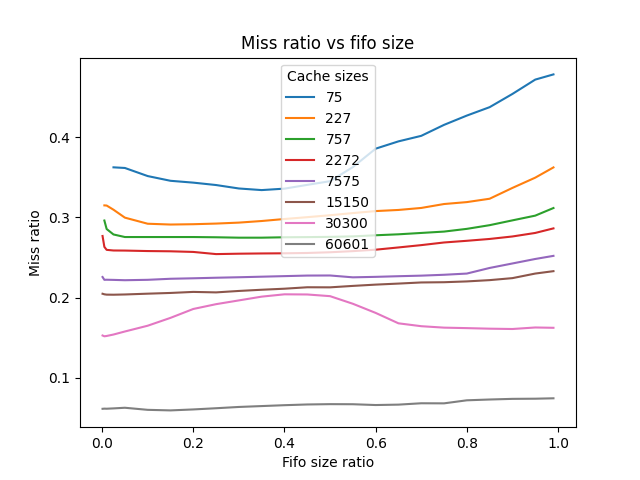 Miss ratio vs fifo size
Miss ratio
0.4
0.3
0.2
0.1
Cache sizes
75
227
757
2272
7575
15150
30300
60601
0.0 0.2 0.4 0.6 0.8 1.0
Fifo size ratio